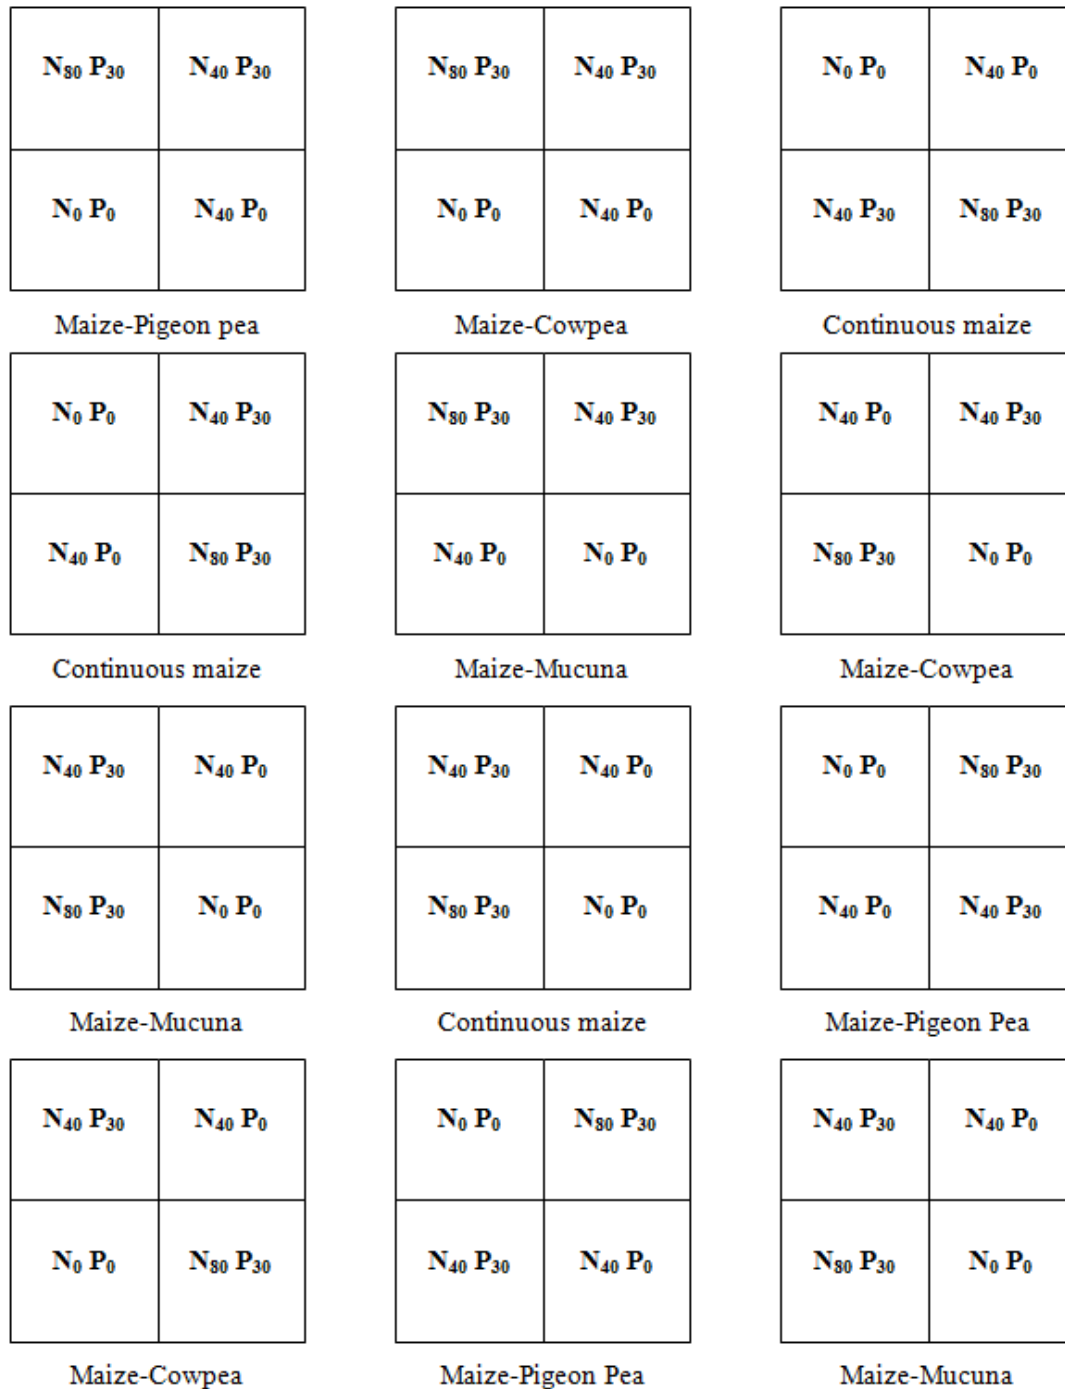 N₈₀ P₃₀ N₄₀ P₃₀ N₈₀ P₃₀ N₄₀ P₃₀ N₀ P₀ N₄₀ P₀
N₀ P₀ N₄₀ P₀ N₀ P₀ N₄₀ P₀ N₄₀ P₃₀ N₈₀ P₃₀
Maize-Pigeon pea Maize-Cowpea Continuous maize
N₀ P₀ N₄₀ P₃₀ N₈₀ P₃₀ N₄₀ P₃₀ N₄₀ P₀ N₄₀ P₃₀
N₄₀ P₀ N₈₀ P₃₀ N₄₀ P₀ N₀ P₀ N₈₀ P₃₀ N₀ P₀
Continuous maize Maize-Mucuna Maize-Cowpea
N₄₀ P₃₀ N₄₀ P₀ N₄₀ P₃₀ N₄₀ P₀ N₀ P₀ N₈₀ P₃₀
N₈₀ P₃₀ N₀ P₀ N₈₀ P₃₀ N₀ P₀ N₄₀ P₀ N₄₀ P₃₀
Maize-Mucuna Continuous maize Maize-Pigeon Pea
N₄₀ P₃₀ N₄₀ P₀ N₀ P₀ N₈₀ P₃₀ N₄₀ P₃₀ N₄₀ P₀
N₀ P₀ N₈₀ P₃₀ N₄₀ P₃₀ N₄₀ P₀ N₈₀ P₃₀ N₀ P₀
Maize-Cowpea Maize-Pigeon Pea Maize-Mucuna